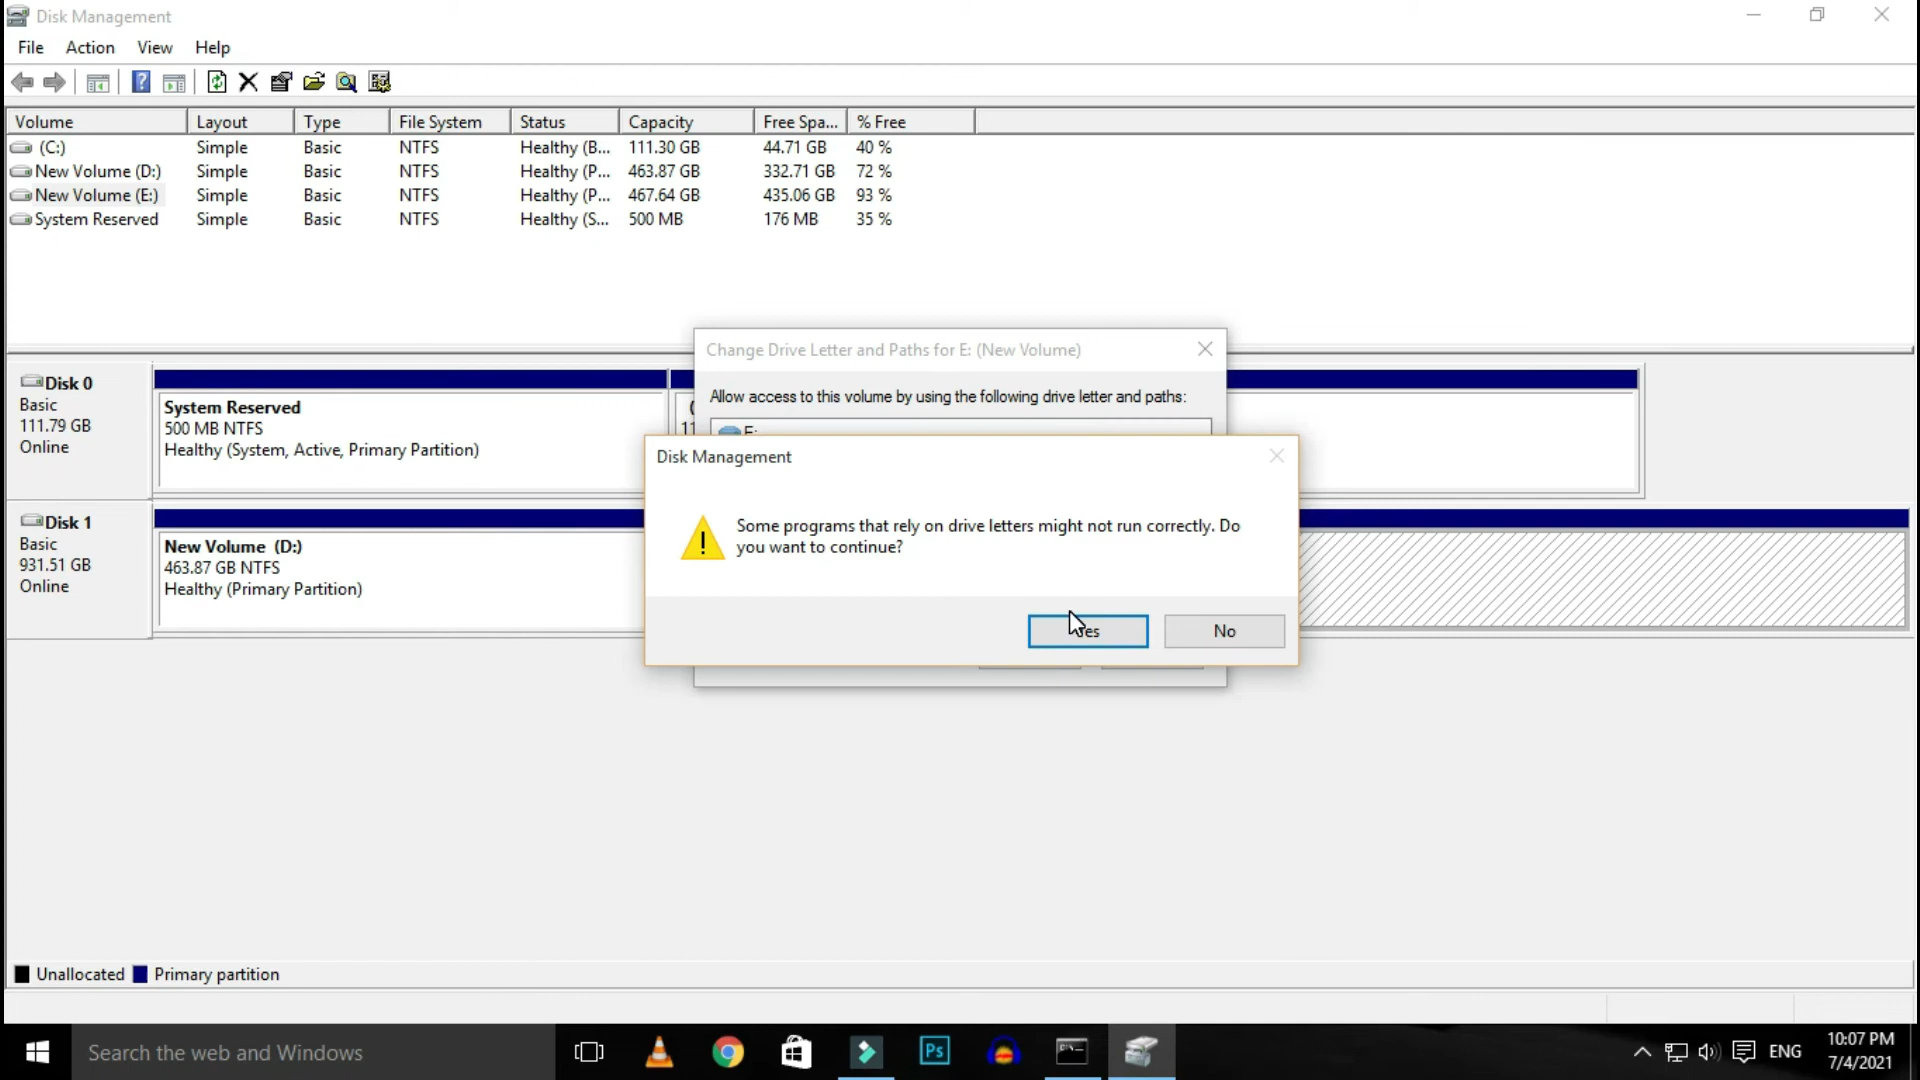 Disk Management
File Action View Help
Volume Layout Type File System Status Capacity Free Spa... % Free
(C:) Simple Basic NTFS Healthy (B... 111.30 GB 44.71 GB 40 %
New Volume (D:) Simple Basic NTFS Healthy (P... 463.87 GB 332.71 GB 72 %
New Volume (E:) Simple Basic NTFS Healthy (P... 467.64 GB 435.06 GB 93 %
System Reserved Simple Basic NTFS Healthy (S... 500 MB 176 MB 35 %
Change Drive Letter and Paths for E: (New Volume)
Allow access to this volume by using the following drive letter and paths:
E:
Disk 0
Basic
111.79 GB
Online
System Reserved
500 MB NTFS
Healthy (System, Active, Primary Partition)
Disk Management
Some programs that rely on drive letters might not run correctly. Do
you want to continue?
Yes No
Disk 1
Basic
931.51 GB
Online
New Volume (D:)
463.87 GB NTFS
Healthy (Primary Partition)
Unallocated Primary partition
Search the web and Windows
Ps
ENG
10:07 PM
7/4/2021